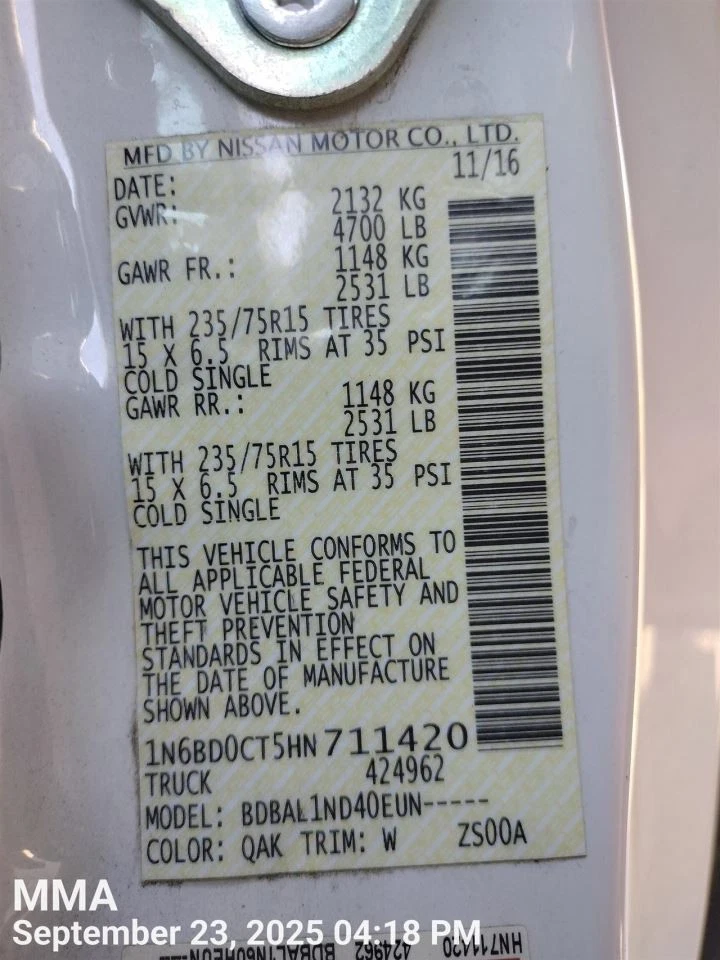 MFD BY NISSAN MOTOR CO., LTD.
DATE: 11/16
GVWR: 2132 KG
4700 LB
GAWR FR.: 1148 KG
2531 LB
WITH 235/75R15 TIRES
15 X 6.5 RIMS AT 35 PSI
COLD SINGLE
GAWR RR.: 1148 KG
2531 LB
WITH 235/75R15 TIRES
15 X 6.5 RIMS AT 35 PSI
COLD SINGLE
THIS VEHICLE CONFORMS TO
ALL APPLICABLE FEDERAL
MOTOR VEHICLE SAFETY AND
THEFT PREVENTION
STANDARDS IN EFFECT ON
THE DATE OF MANUFACTURE
SHOWN ABOVE.
1N6BD0CT5HN711420
TRUCK 424962
MODEL: BDBAL1ND40EUN-----
COLOR: QAK TRIM: W ZS00A
MMA
September 23, 2025 04:18 PM
HN711420 424962